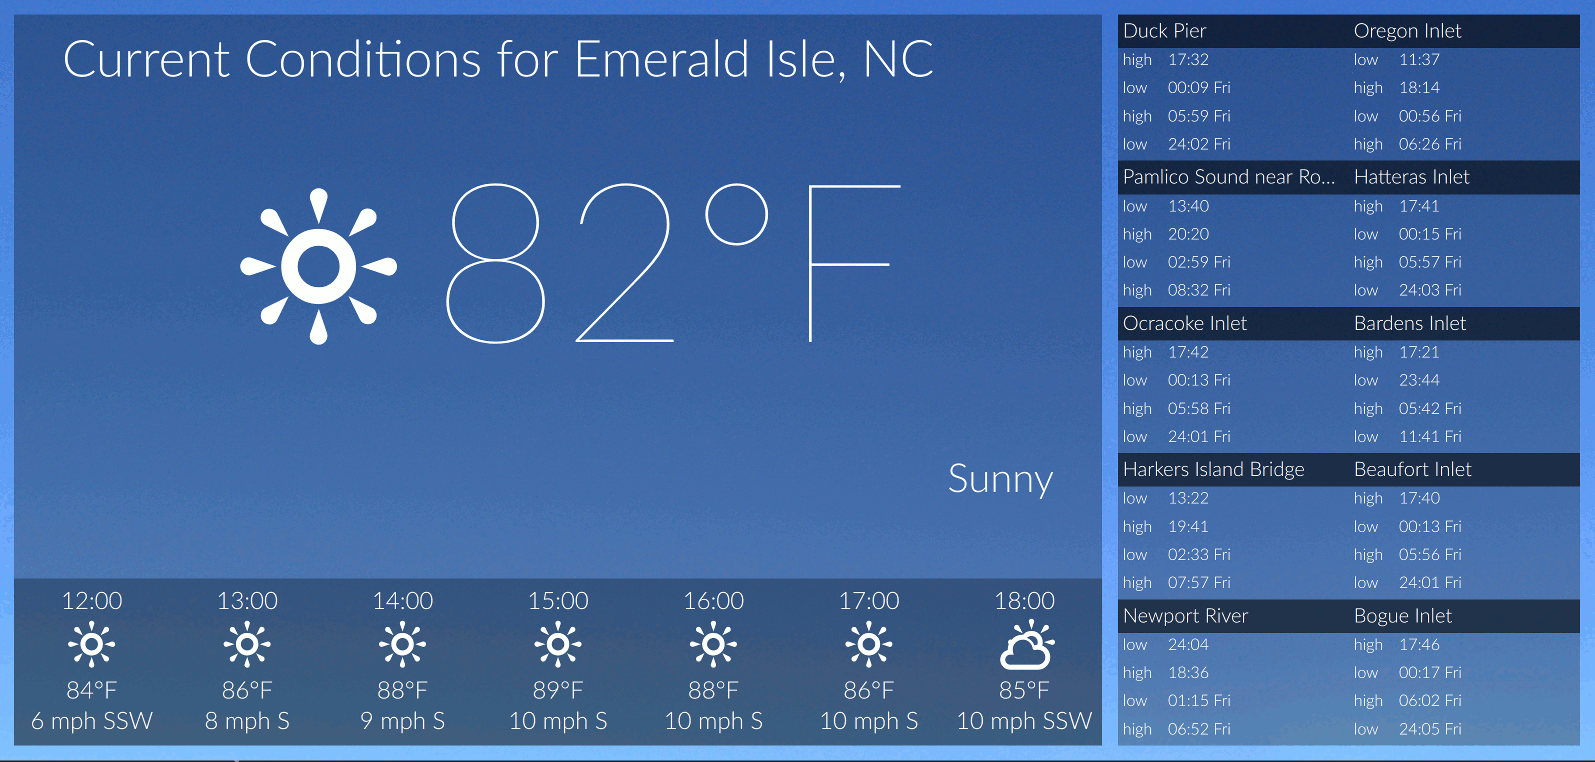 Current Conditions for Emerald Isle, NC
82°F
Sunny
12:00 13:00 14:00 15:00 16:00 17:00 18:00
84°F 86°F 88°F 89°F 88°F 86°F 85°F
6 mph SSW 8 mph S 9 mph S 10 mph S 10 mph S 10 mph S 10 mph SSW
Duck Pier Oregon Inlet
high 17:32 low 11:37
low 00:09 Fri high 18:14
high 05:59 Fri low 00:56 Fri
low 24:02 Fri high 06:26 Fri
Pamlico Sound near Ro... Hatteras Inlet
low 13:40 high 17:41
high 20:20 low 00:15 Fri
low 02:59 Fri high 05:57 Fri
high 08:32 Fri low 24:03 Fri
Ocracoke Inlet Bardens Inlet
high 17:42 high 17:21
low 00:13 Fri low 23:44
high 05:58 Fri high 05:42 Fri
low 24:01 Fri low 11:41 Fri
Harkers Island Bridge Beaufort Inlet
low 13:22 high 17:40
high 19:41 low 00:13 Fri
low 02:33 Fri high 05:56 Fri
high 07:57 Fri low 24:01 Fri
Newport River Bogue Inlet
low 24:04 high 17:46
high 18:36 low 00:17 Fri
low 01:15 Fri high 06:02 Fri
high 06:52 Fri low 24:05 Fri